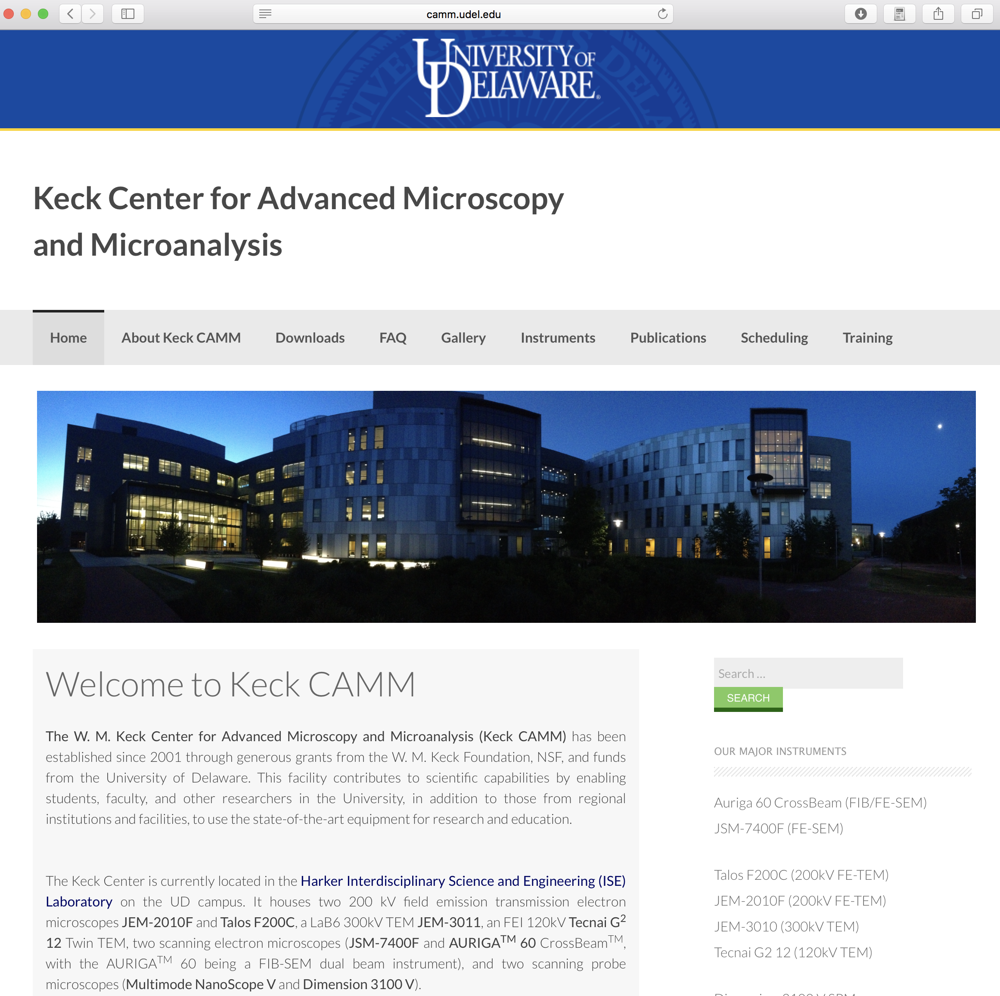 camm.udel.edu
UNIVERSITY OF
DELAWARE®
Keck Center for Advanced Microscopy
and Microanalysis
Home About Keck CAMM Downloads FAQ Gallery Instruments Publications Scheduling Training
Welcome to Keck CAMM
The W. M. Keck Center for Advanced Microscopy and Microanalysis (Keck CAMM) has been
established since 2001 through generous grants from the W. M. Keck Foundation, NSF, and funds
from the University of Delaware. This facility contributes to scientific capabilities by enabling
students, faculty, and other researchers in the University, in addition to those from regional
institutions and facilities, to use the state-of-the-art equipment for research and education.
The Keck Center is currently located in the Harker Interdisciplinary Science and Engineering (ISE)
Laboratory on the UD campus. It houses two 200 kV field emission transmission electron
microscopes JEM-2010F and Talos F200C, a LaB6 300kV TEM JEM-3011, an FEI 120kV Tecnai G2
12 Twin TEM, two scanning electron microscopes (JSM-7400F and AURIGATM 60 CrossBeamTM,
with the AURIGATM 60 being a FIB-SEM dual beam instrument), and two scanning probe
microscopes (Multimode NanoScope V and Dimension 3100 V).
Search ...
SEARCH
OUR MAJOR INSTRUMENTS
Auriga 60 CrossBeam (FIB/FE-SEM)
JSM-7400F (FE-SEM)
Talos F200C (200kV FE-TEM)
JEM-2010F (200kV FE-TEM)
JEM-3010 (300kV TEM)
Tecnai G2 12 (120kV TEM)